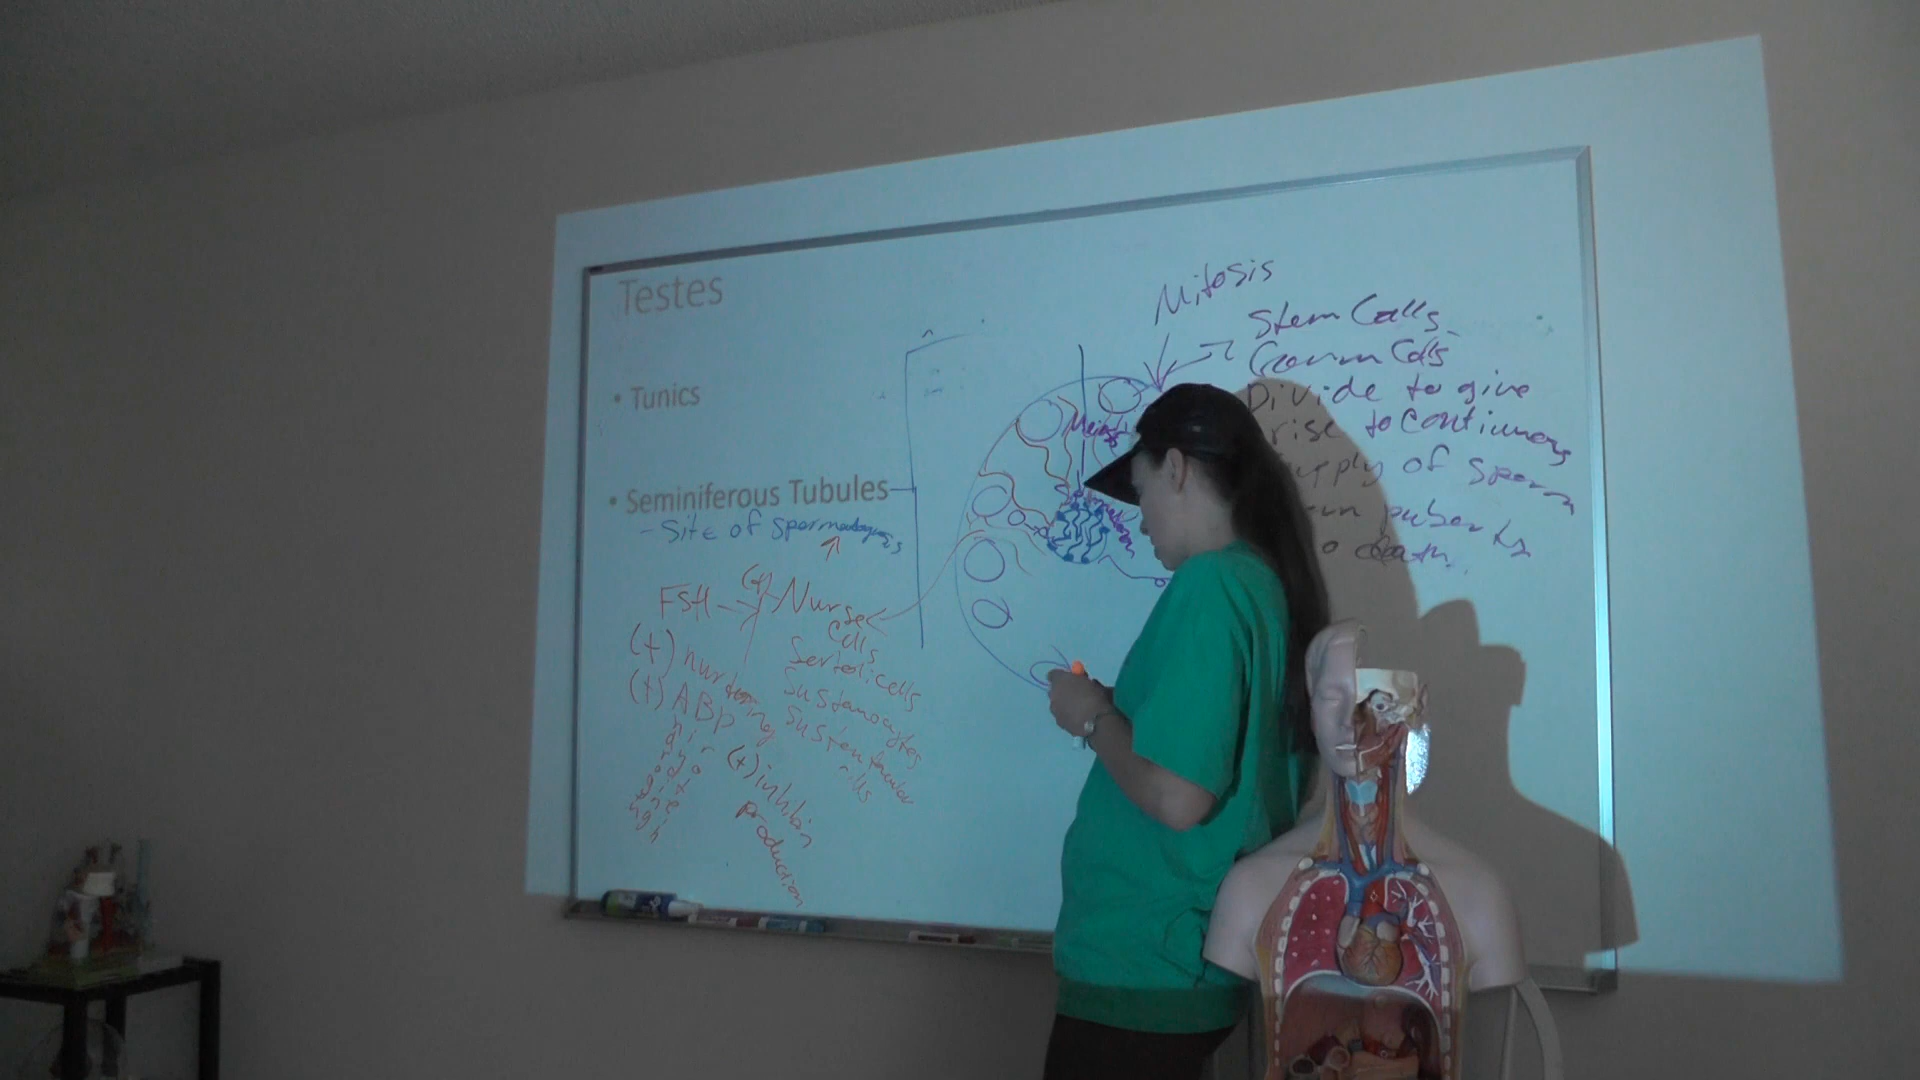 Testes
• Tunics
• Seminiferous Tubules
- Site of spermatogenesis
FSH
(+)
Nurse
Cells
Sertoli cells
Sustenocytes
Sustentacular
cells
(+) nurturing
(+) ABP
(+) inhibin
production
Mitosis
Meiosis
Stem Cells
Germ Cells
Divide to give
rise to continuous
supply of sperm
puberty
death.